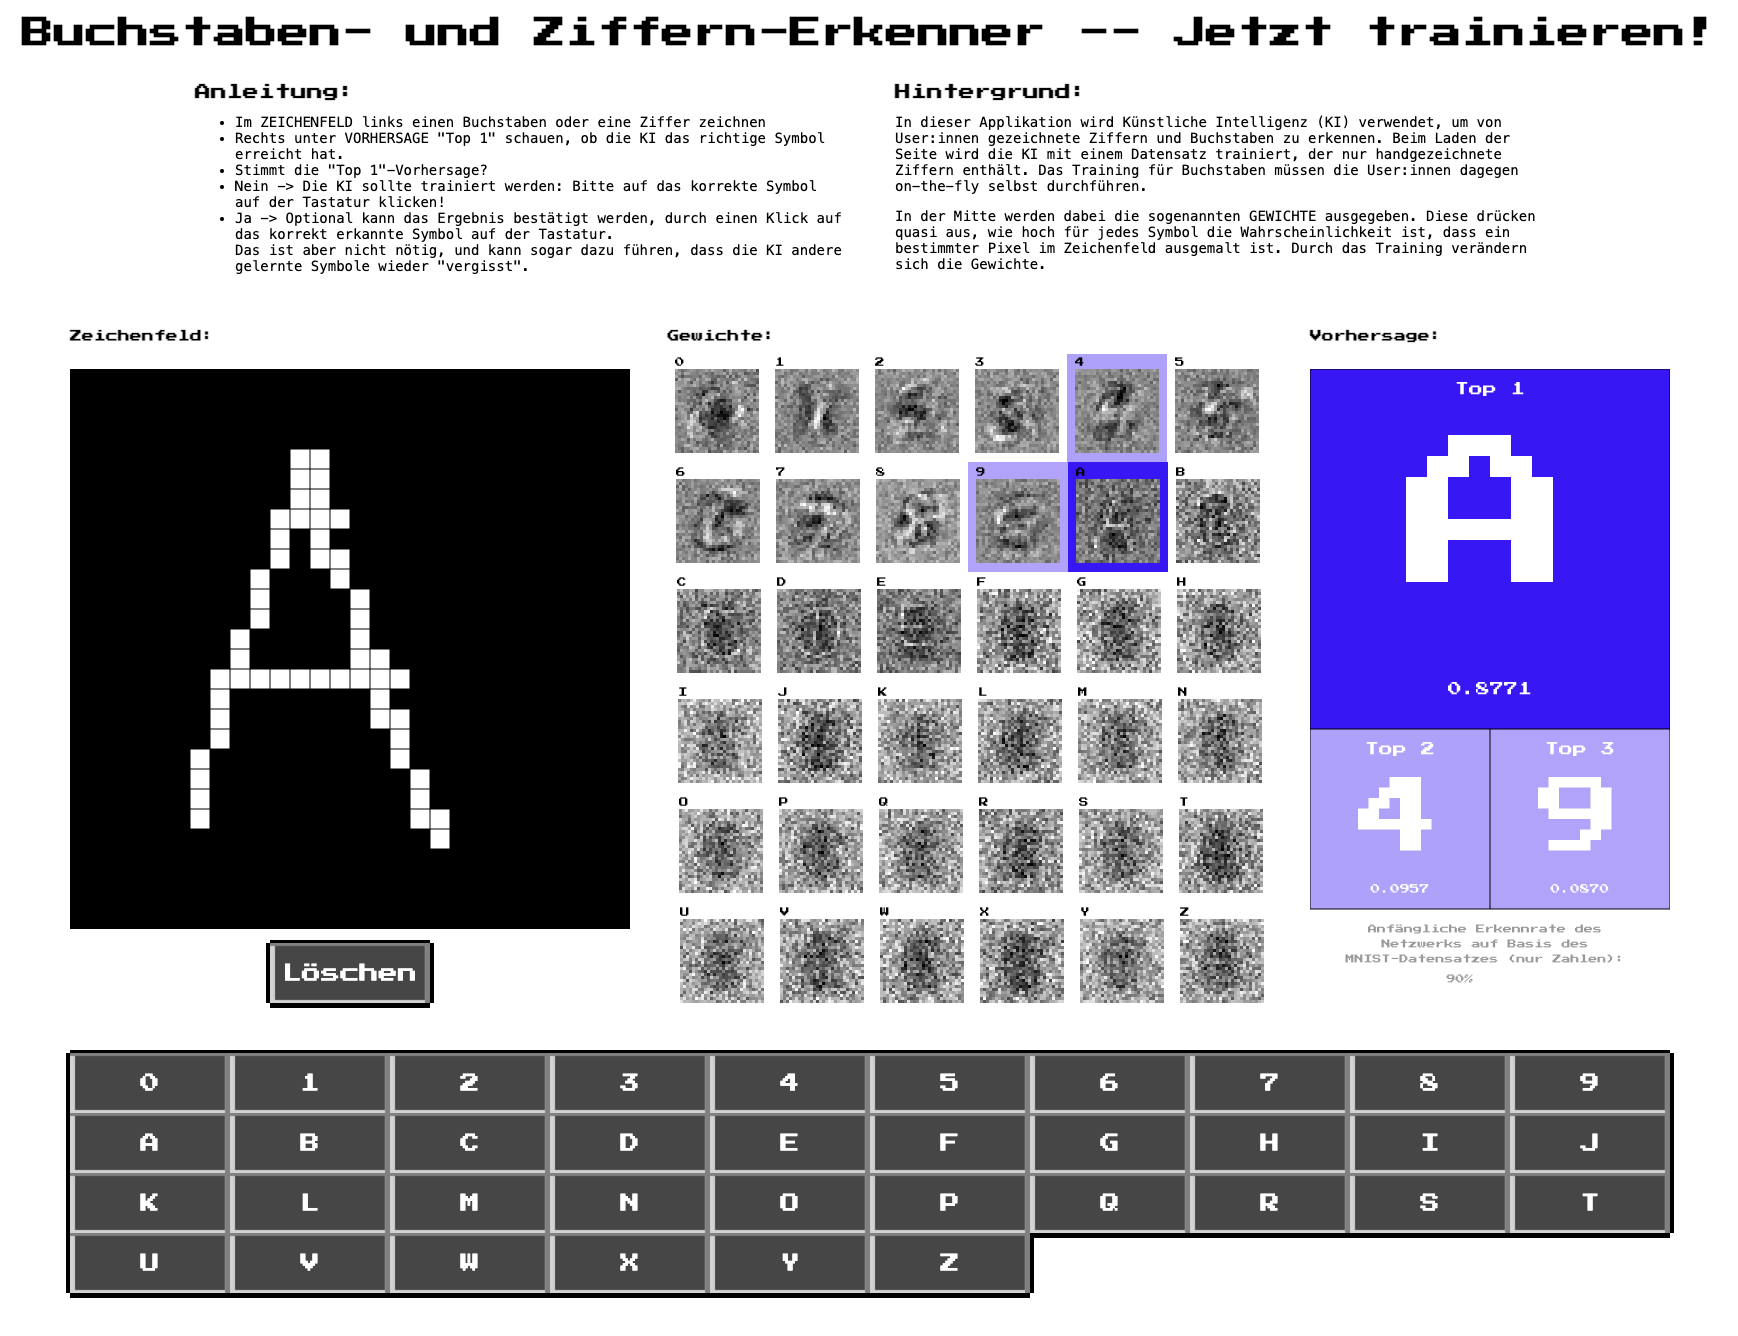 Buchstaben- und Ziffern-Erkenner -- Jetzt trainieren!
Anleitung:
• Im ZEICHENFELD links einen Buchstaben oder eine Ziffer zeichnen
• Rechts unter VORHERSAGE "Top 1" schauen, ob die KI das richtige Symbol
erreicht hat.
• Stimmt die "Top 1"-Vorhersage?
• Nein -> Die KI sollte trainiert werden: Bitte auf das korrekte Symbol
auf der Tastatur klicken!
• Ja -> Optional kann das Ergebnis bestätigt werden, durch einen Klick auf
das korrekt erkannte Symbol auf der Tastatur.
Das ist aber nicht nötig, und kann sogar dazu führen, dass die KI andere
gelernte Symbole wieder "vergisst".
Hintergrund:
In dieser Applikation wird Künstliche Intelligenz (KI) verwendet, um von
User:innen gezeichnete Ziffern und Buchstaben zu erkennen. Beim Laden der
Seite wird die KI mit einem Datensatz trainiert, der nur handgezeichnete
Ziffern enthält. Das Training für Buchstaben müssen die User:innen dagegen
on-the-fly selbst durchführen.
In der Mitte werden dabei die sogenannten GEWICHTE ausgegeben. Diese drücken
quasi aus, wie hoch für jedes Symbol die Wahrscheinlichkeit ist, dass ein
bestimmter Pixel im Zeichenfeld ausgemalt ist. Durch das Training verändern
sich die Gewichte.
Zeichenfeld:
A
Löschen
Gewichte:
0 1 2 3 4 5
6 7 8 9 A B
C D E F G H
I J K L M N
O P Q R S T
U V W X Y Z
Vorhersage:
Top 1
A
0.8771
Top 2 Top 3
4 9
0.0957 0.0870
Anfängliche Erkennrate des
Netzwerks auf Basis des
MNIST-Datensatzes (nur Zahlen):
90%
0 1 2 3 4 5 6 7 8 9
A B C D E F G H I J
K L M N O P Q R S T
U V W X Y Z